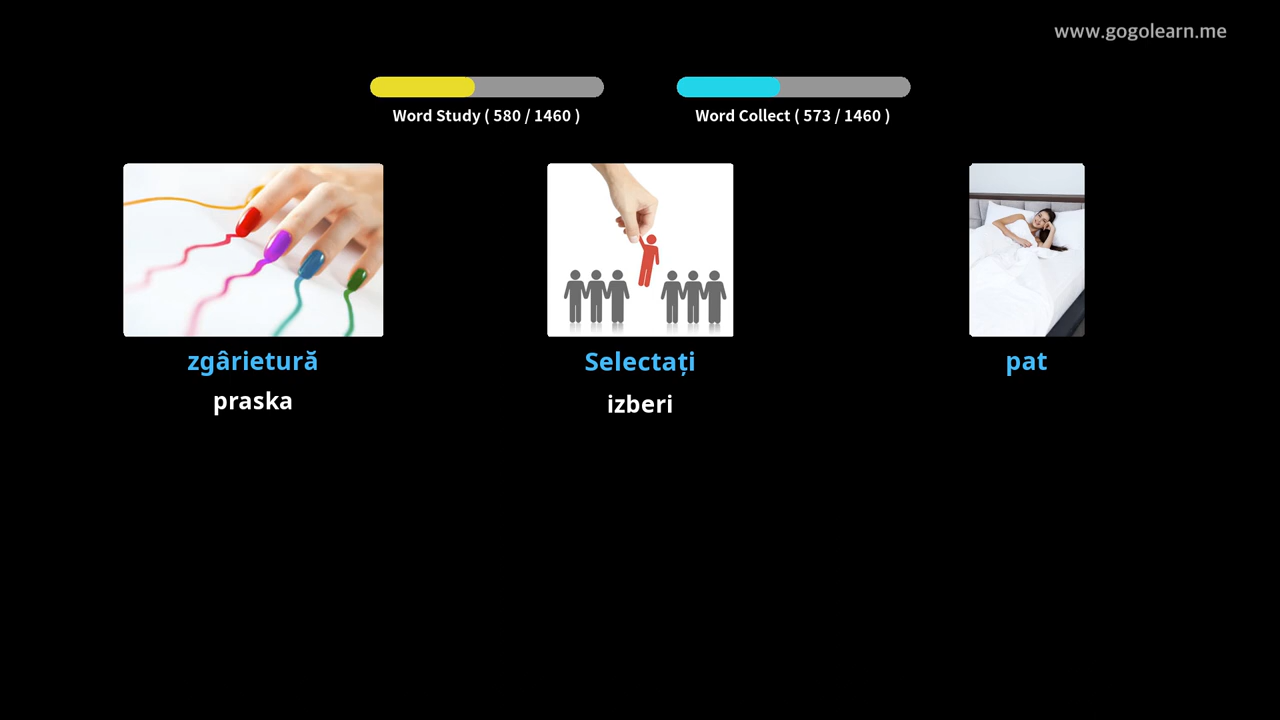 www.gogolearn.me
Word Study ( 580 / 1460 )
Word Collect ( 573 / 1460 )
zgârietură
Selectați
pat
praska
izberi